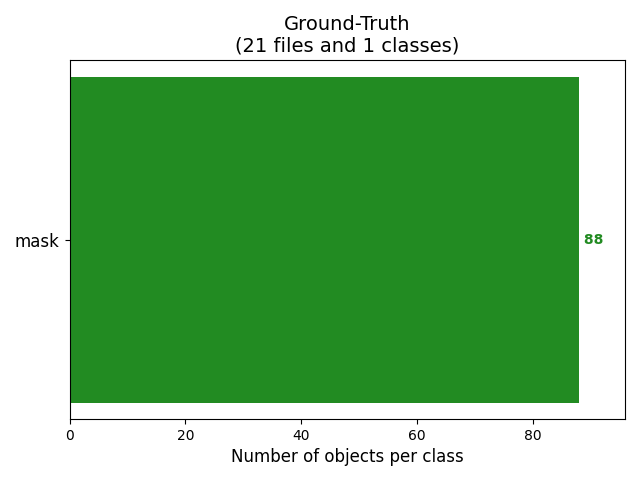 Ground-Truth
(21 files and 1 classes)
mask
88
0 20 40 60 80
Number of objects per class